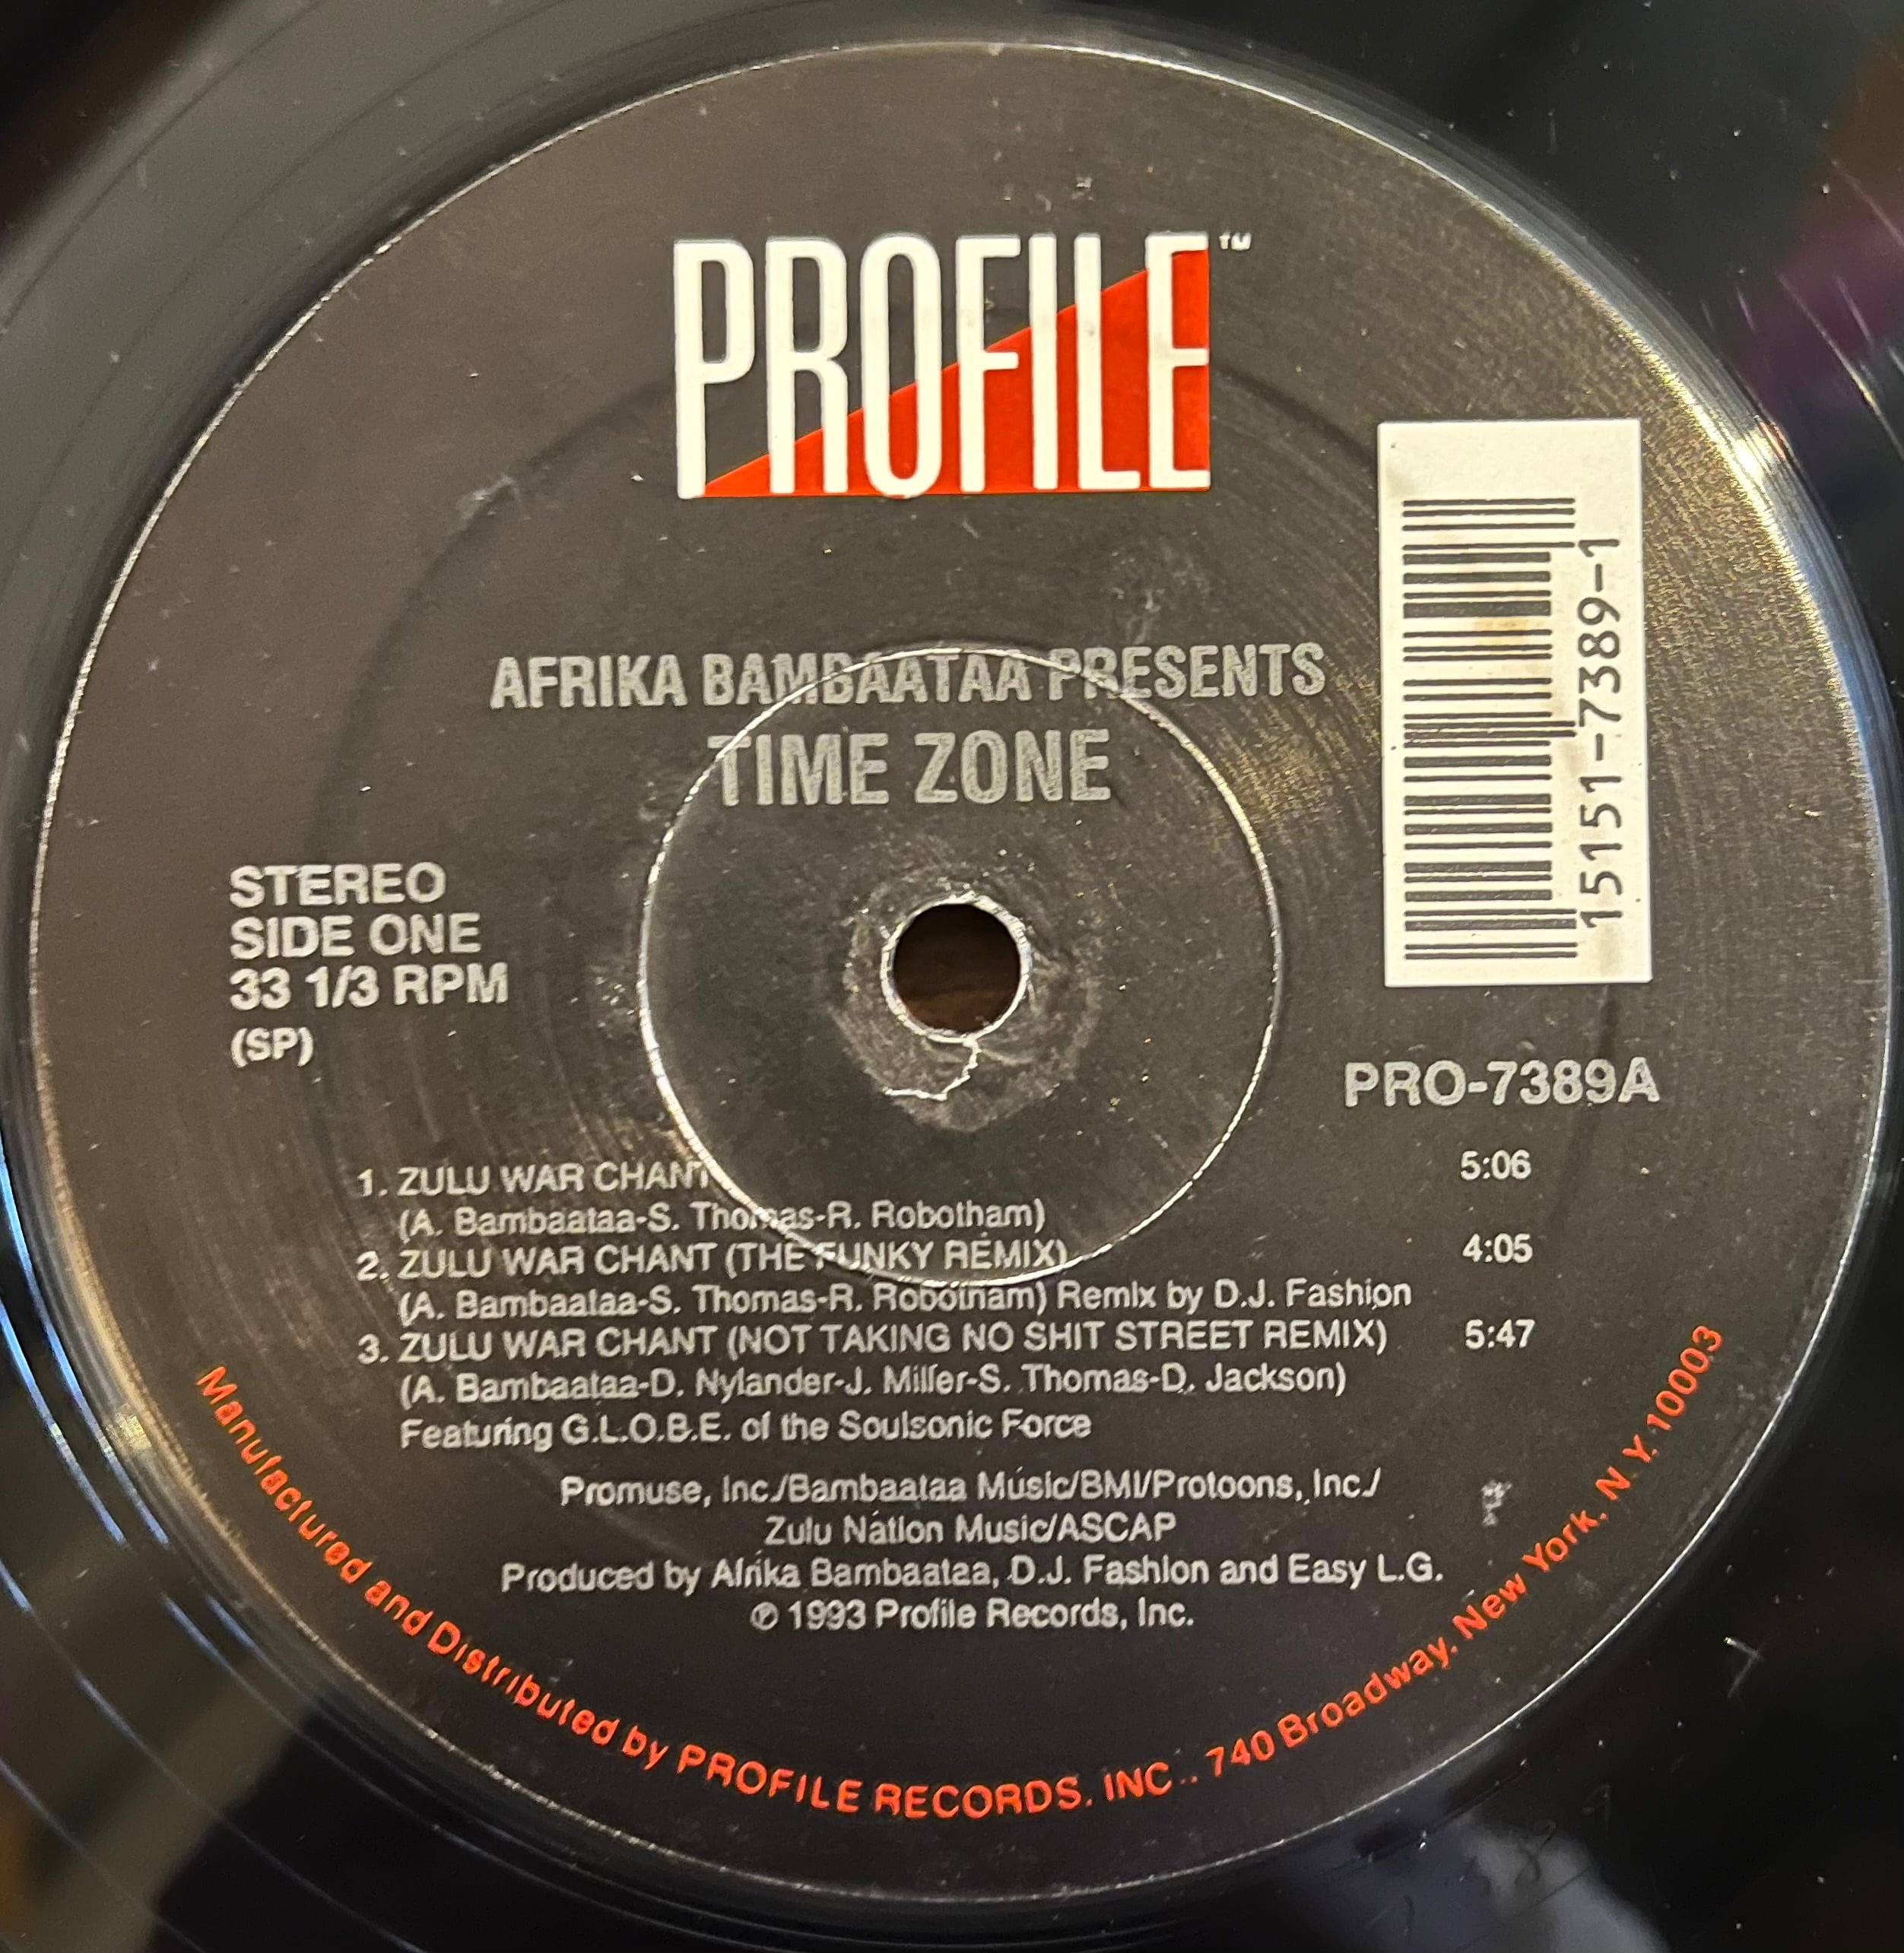 PROFILE™
AFRIKA BAMBAATAA PRESENTS
TIME ZONE
15151-7389-1
STEREO
SIDE ONE
33 1/3 RPM
(SP)
PRO-7389A
1. ZULU WAR CHANT 5:06
(A. Bambaataa-S. Thomas-R. Robotham)
2. ZULU WAR CHANT (THE FUNKY REMIX) 4:05
(A. Bambaataa-S. Thomas-R. Robotham) Remix by D.J. Fashion
3. ZULU WAR CHANT (NOT TAKING NO SHIT STREET REMIX) 5:47
(A. Bambaataa-D. Nylander-J. Miller-S. Thomas-D. Jackson)
Featuring G.L.O.B.E. of the Soulsonic Force
Promuse, Inc./Bambaataa Music/BMI/Protoons, Inc./
Zulu Nation Music/ASCAP
Produced by Afrika Bambaataa, D.J. Fashion and Easy L.G.
℗ 1993 Profile Records, Inc.
Manufactured and Distributed by PROFILE RECORDS, INC., 740 Broadway, New York, N.Y. 10003